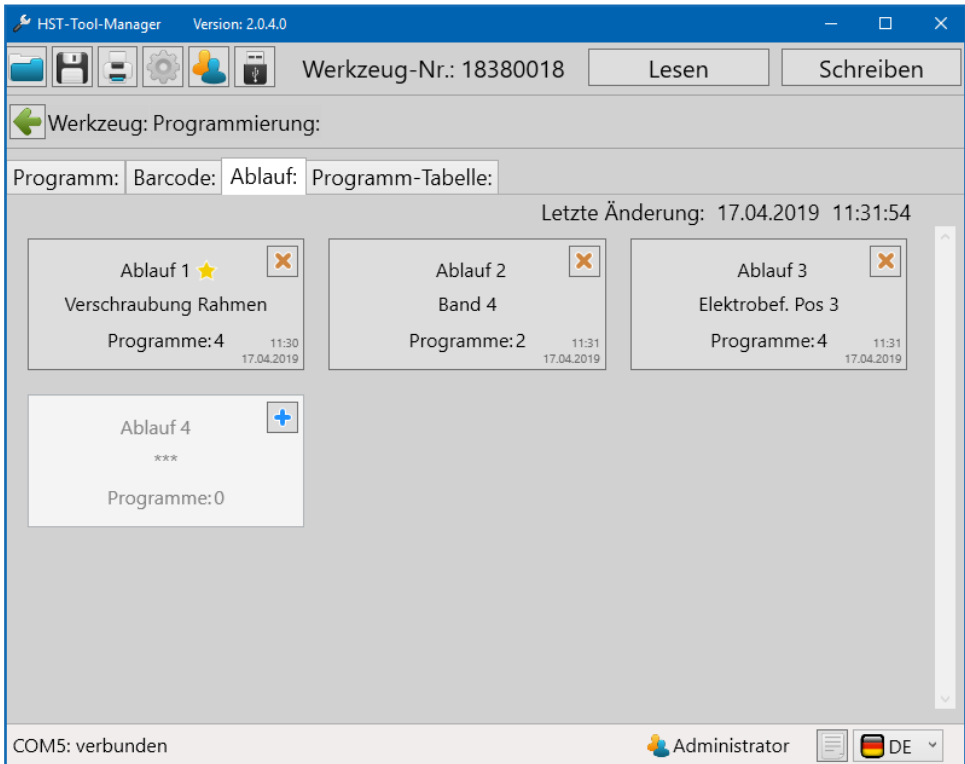 HST-Tool-Manager Version: 2.0.4.0
Werkzeug-Nr.: 18380018 Lesen Schreiben
Werkzeug: Programmierung:
Programm: Barcode: Ablauf: Programm-Tabelle:
Letzte Änderung: 17.04.2019 11:31:54
Ablauf 1
Verschraubung Rahmen
Programme: 4
11:30
17.04.2019
Ablauf 2
Band 4
Programme: 2
11:31
17.04.2019
Ablauf 3
Elektrobef. Pos 3
Programme: 4
11:31
17.04.2019
Ablauf 4
***
Programme: 0
COM5: verbunden Administrator DE